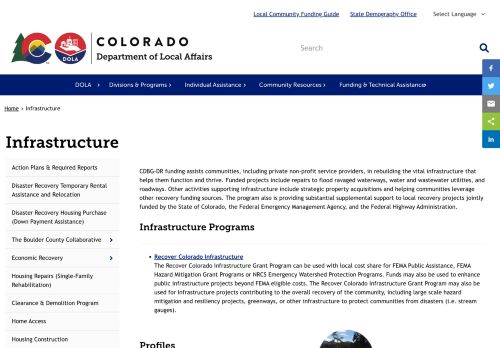 Local Community Funding Guide State Demography Office Select Language
COLORADO
Department of Local Affairs
DOLA
Search
DOLA Divisions & Programs Individual Assistance Community Resources Funding & Technical Assistance
Home > Infrastructure
Infrastructure
Action Plans & Required Reports
Disaster Recovery Temporary Rental
Assistance and Relocation
Disaster Recovery Housing Purchase
(Down Payment Assistance)
The Boulder County Collaborative
Economic Recovery
Housing Repairs (Single-Family
Rehabilitation)
Clearance & Demolition Program
Home Access
Housing Construction
CDBG-DR funding assists communities, including private non-profit service providers, in rebuilding the vital infrastructure that
helps them function and thrive. Funded projects include repairs to flood ravaged waterways, water and wastewater utilities, and
roadways. Other activities supporting infrastructure include strategic property acquisitions and helping communities leverage
other recovery funding sources. The program also is providing substantial supplemental support to local recovery projects jointly
funded by the State of Colorado, the Federal Emergency Management Agency, and the Federal Highway Administration.
Infrastructure Programs
Recover Colorado Infrastructure
The Recover Colorado Infrastructure Grant Program can be used with local cost share for FEMA Public Assistance, FEMA
Hazard Mitigation Grant Programs or NRCS Emergency Watershed Protection Programs. Funds may also be used to enhance
public infrastructure projects beyond FEMA eligible costs. The Recover Colorado Infrastructure Grant Program may also be
used for infrastructure projects contributing to the overall recovery of the community, including large scale hazard
mitigation and resiliency projects, greenways, or other infrastructure to protect communities from disasters (i.e. stream
gauges).
Profiles